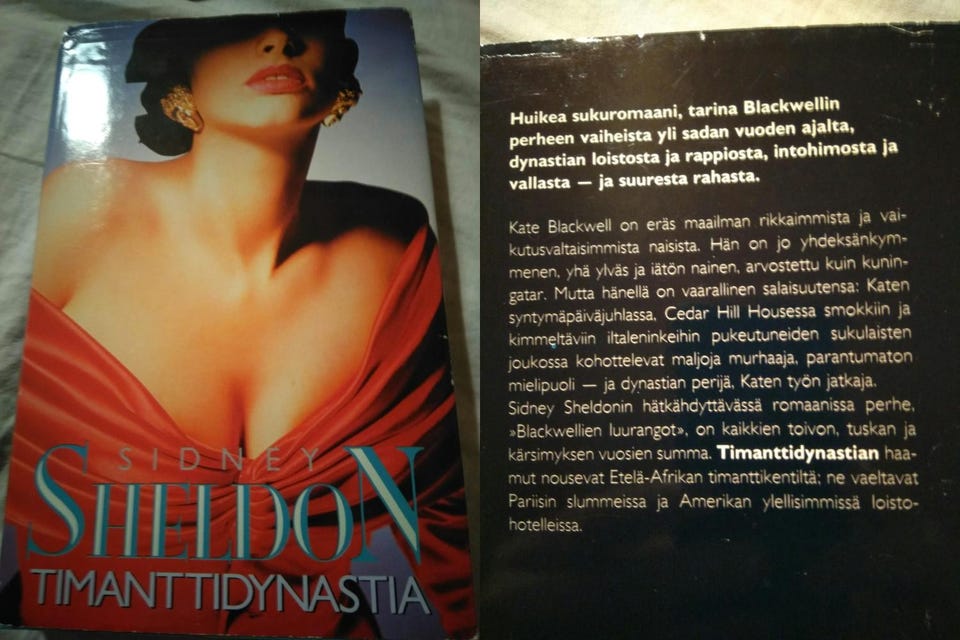 SIDNEY
SHELDON
TIMANTTIDYNASTIA
Huikea sukuromaani, tarina Blackwellin
perheen vaiheista yli sadan vuoden ajalta,
dynastian loistosta ja rappiosta, intohimosta ja
vallasta — ja suuresta rahasta.
Kate Blackwell on eräs maailman rikkaimmista ja vai-
kutusvaltaisimmista naisista. Hän on jo yhdeksänkym-
menen, yhä ylväs ja iätön nainen, arvostettu kuin kunin-
gatar. Mutta hänellä on vaarallinen salaisuutensa: Katen
syntymäpäiväjuhlassa, Cedar Hill Housessa smokkiin ja
kimmeltäviin iltaleninkeihin pukeutuneiden sukulaisten
joukossa kohottelevat maljoja murhaaja, parantumaton
mielipuoli — ja dynastian perijä, Katen työn jatkaja.
Sidney Sheldonin hätkähdyttävässä romaanissa perhe,
»Blackwellien luurangot», on kaikkien toivon, tuskan ja
kärsimyksen vuosien summa. Timanttidynastian haa-
mut nousevat Etelä-Afrikan timanttikentiltä; ne vaeltavat
Pariisin slummeissa ja Amerikan ylellisimmissä loisto-
hotelleissa.